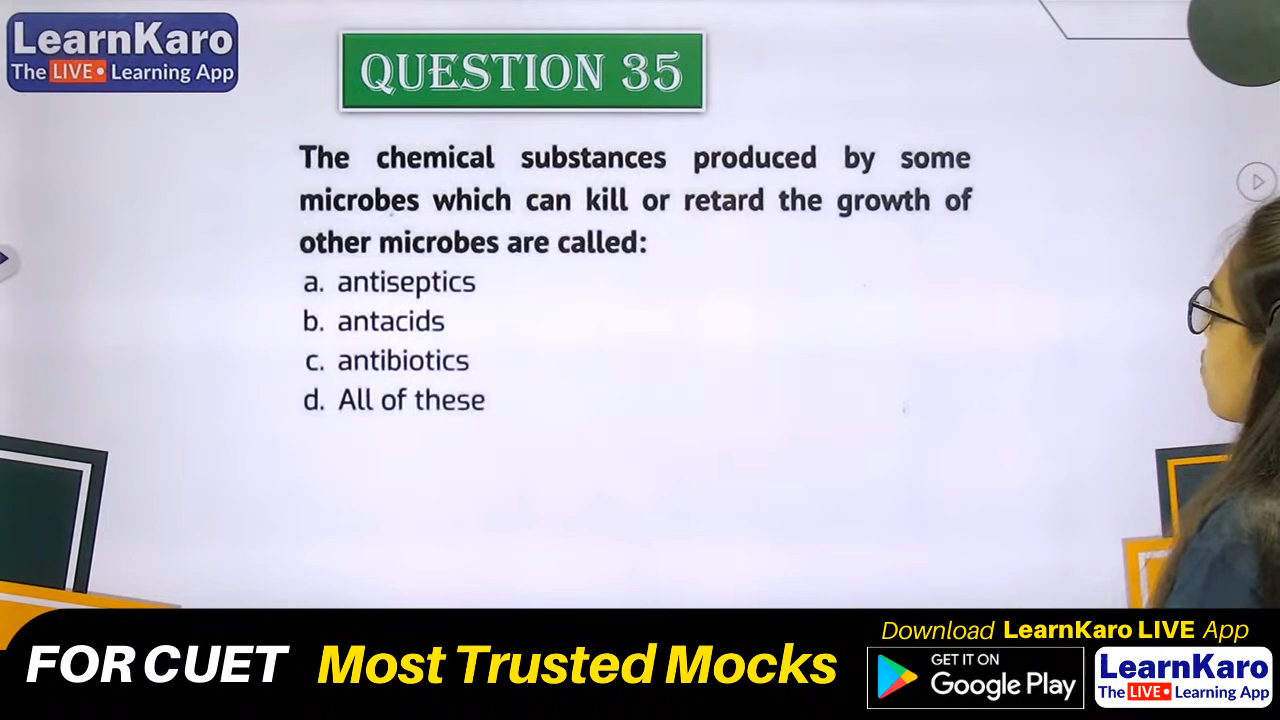 LearnKaro
The LIVE • Learning App
QUESTION 35
The chemical substances produced by some
microbes which can kill or retard the growth of
other microbes are called:
a. antiseptics
b. antacids
c. antibiotics
d. All of these
FOR CUET Most Trusted Mocks
Download LearnKaro LIVE App
GET IT ON
Google Play
LearnKaro
The LIVE • Learning App